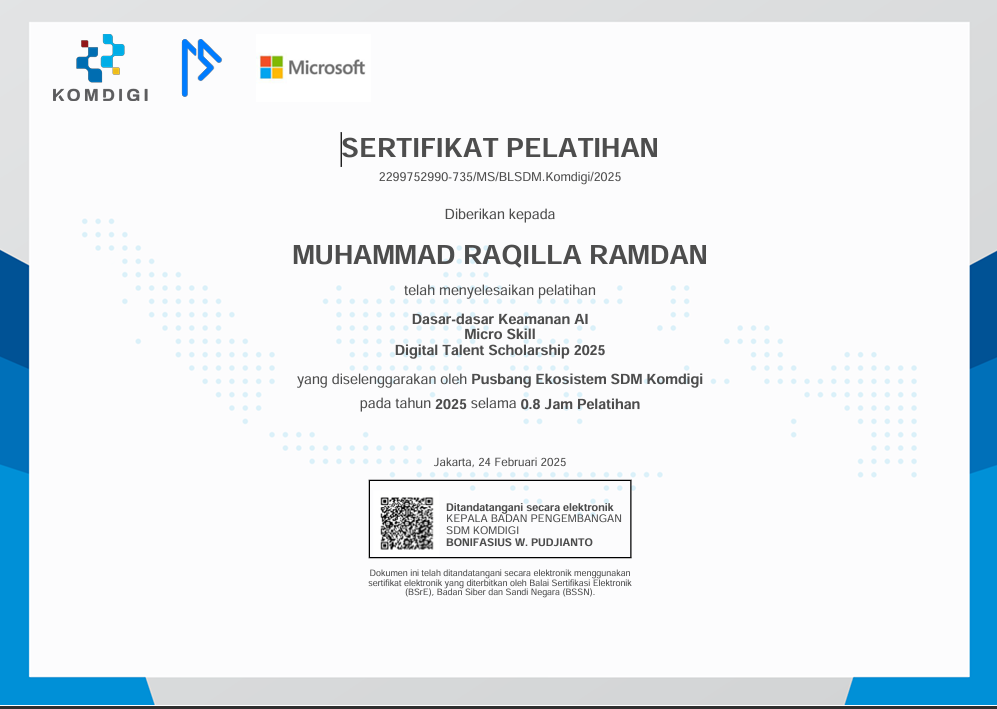 KOMDIGI
Microsoft
SERTIFIKAT PELATIHAN
2299752990-735/MS/BLSDM.Komdigi/2025
Diberikan kepada
MUHAMMAD RAQILLA RAMDAN
telah menyelesaikan pelatihan
Dasar-dasar Keamanan AI
Micro Skill
Digital Talent Scholarship 2025
yang diselenggarakan oleh Pusbang Ekosistem SDM Komdigi
pada tahun 2025 selama 0.8 Jam Pelatihan
Jakarta, 24 Februari 2025
Ditandatangani secara elektronik
KEPALA BADAN PENGEMBANGAN
SDM KOMDIGI
BONIFASIUS W. PUDJIANTO
Dokumen ini telah ditandatangani secara elektronik menggunakan
sertifikat elektronik yang diterbitkan oleh Balai Sertifikasi Elektronik
(BSrE), Badan Siber dan Sandi Negara (BSSN).